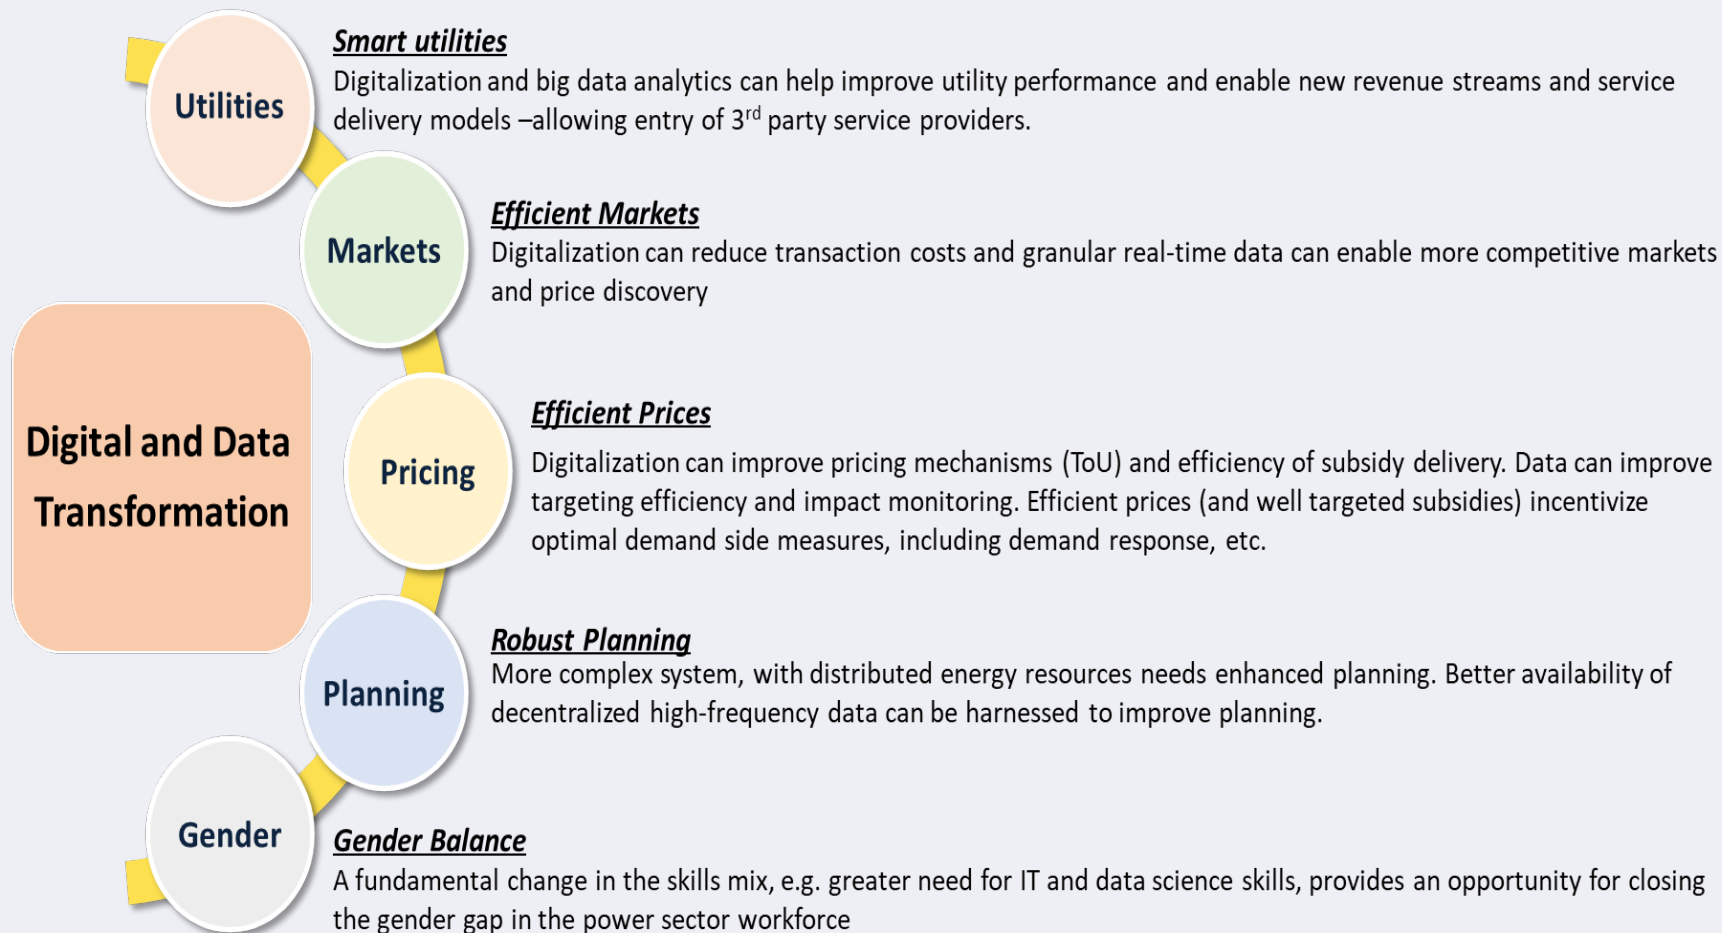 Smart utilities
Utilities
Digitalization and big data analytics can help improve utility performance and enable new revenue streams and service
delivery models –allowing entry of 3rd party service providers.
Efficient Markets
Markets
Digitalization can reduce transaction costs and granular real-time data can enable more competitive markets
and price discovery
Digital and Data
Transformation
Efficient Prices
Pricing
Digitalization can improve pricing mechanisms (ToU) and efficiency of subsidy delivery. Data can improve
targeting efficiency and impact monitoring. Efficient prices (and well targeted subsidies) incentivize
optimal demand side measures, including demand response, etc.
Robust Planning
Planning
More complex system, with distributed energy resources needs enhanced planning. Better availability of
decentralized high-frequency data can be harnessed to improve planning.
Gender
Gender Balance
A fundamental change in the skills mix, e.g. greater need for IT and data science skills, provides an opportunity for closing
the gender gap in the power sector workforce